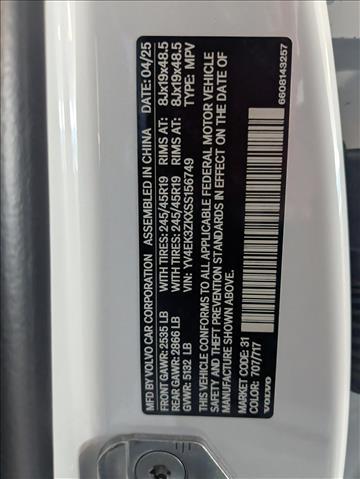 MFD BY VOLVO CAR CORPORATION ASSEMBLED IN CHINA DATE: 04/25
FRONT GAWR: 2535 LB WITH TIRES: 245/45R19 RIMS AT: 8Jx19x48.5
REAR GAWR: 2866 LB WITH TIRES: 245/45R19 RIMS AT: 8Jx19x48.5
GVWR: 5132 LB VIN: YV4EK3ZKXSS156749 TYPE: MPV
THIS VEHICLE CONFORMS TO ALL APPLICABLE FEDERAL MOTOR VEHICLE
SAFETY AND THEFT PREVENTION STANDARDS IN EFFECT ON THE DATE OF
MANUFACTURE SHOWN ABOVE.
MARKET CODE: 31
COLOR: 707/717
VOLVO 6608143257